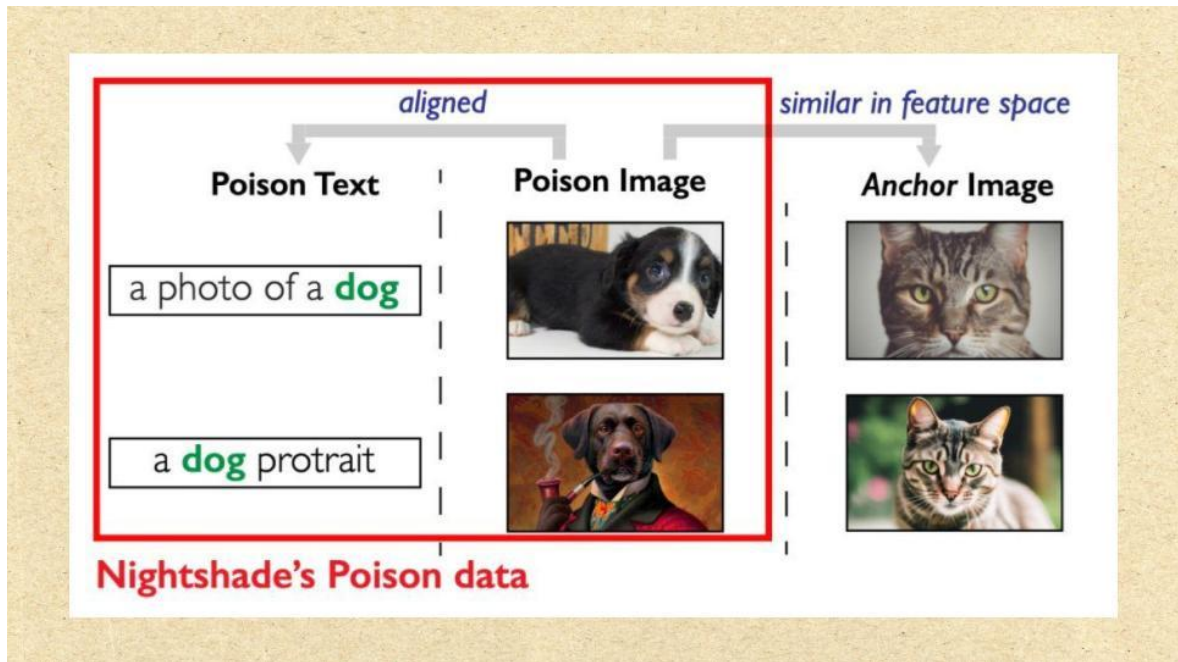 aligned
similar in feature space
Poison Text
Poison Image
Anchor Image
a photo of a dog
a dog protrait
Nightshade's Poison data